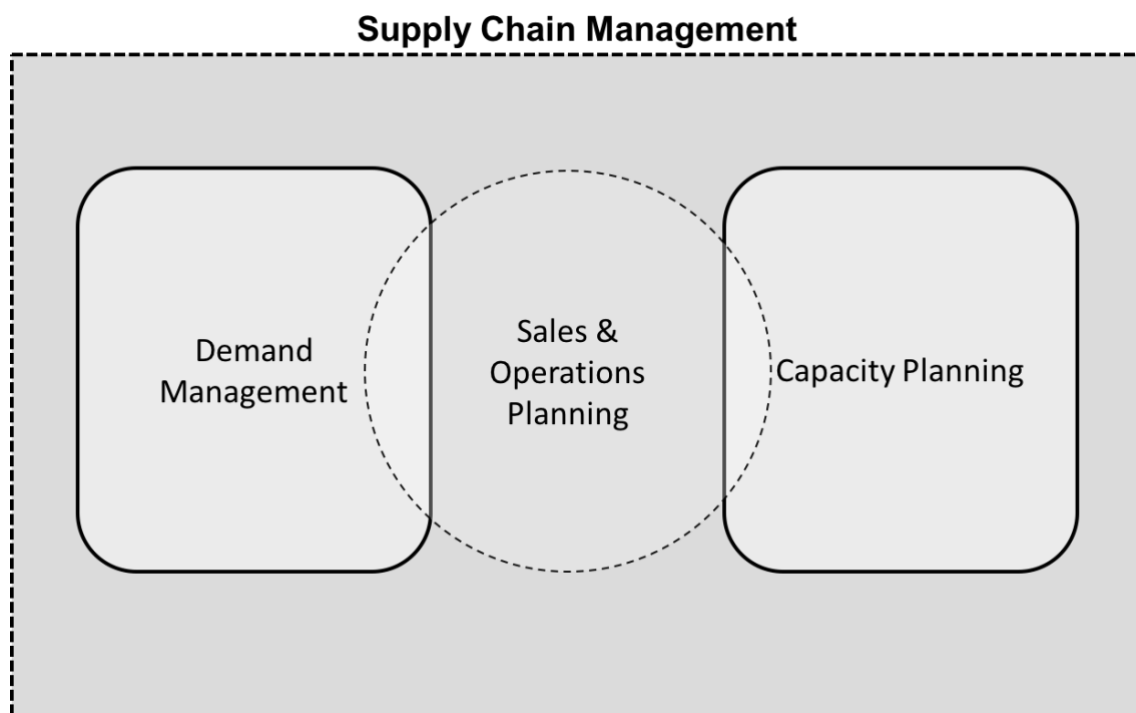 Supply Chain Management
Demand
Management
Sales &
Operations
Planning
Capacity Planning